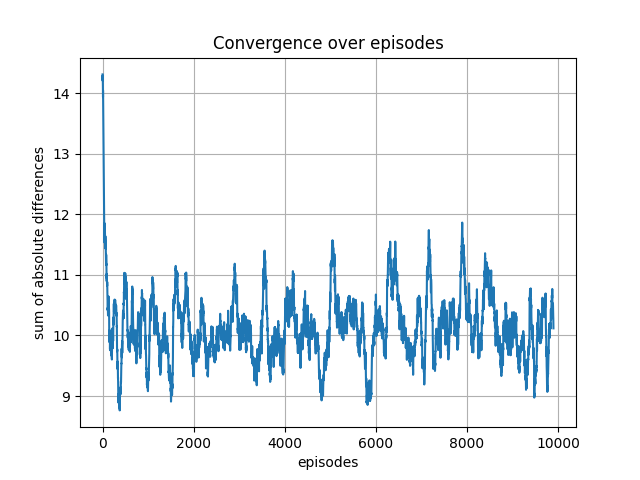 Convergence over episodes
sum of absolute differences
14
13
12
11
10
9
0 2000 4000 6000 8000 10000
episodes